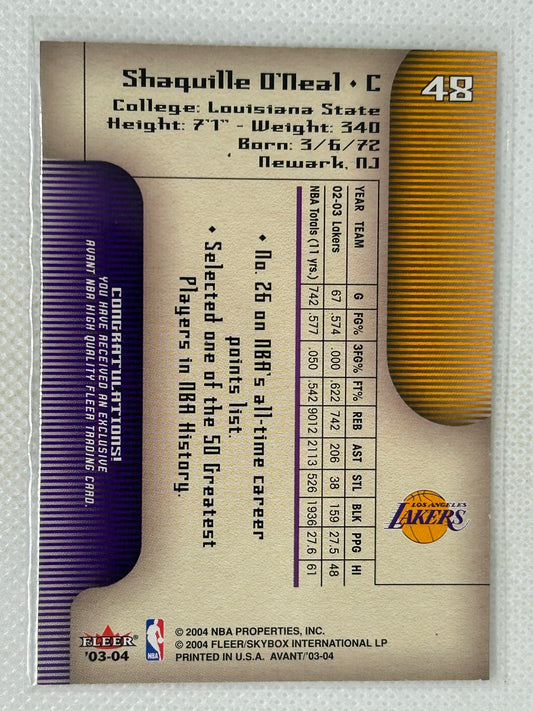 48
Shaquille O'Neal • C
College: Louisiana State
Height: 7'1" - Weight: 340
Born: 3/6/72
Newark, NJ
YEAR TEAM G FG% 3FG% FT% REB AST STL BLK PPG HI
02-03 Lakers 67 .574 .000 .622 742 206 38 159 27.5 48
NBA Totals (11 yrs.) 742 .577 .050 .542 9012 2113 526 1936 27.6 61
• No. 26 on NBA's all-time career
points list.
• Selected one of the 50 Greatest
Players in NBA History.
CONGRATULATIONS!
YOU HAVE RECEIVED AN EXCLUSIVE
AVANT NBA HIGH QUALITY FLEER TRADING CARD.
LOS ANGELES
LAKERS
FLEER
'03-04
NBA
© 2004 NBA PROPERTIES, INC.
© 2004 FLEER/SKYBOX INTERNATIONAL LP
PRINTED IN U.S.A. AVANT/'03-04